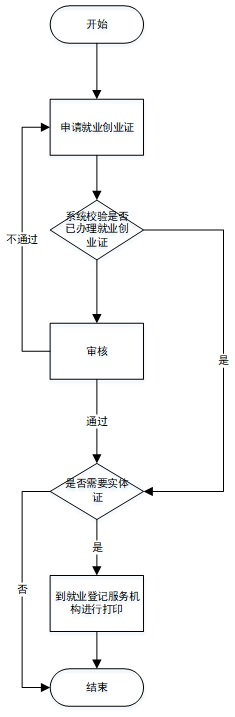 开始
申请就业创业证
系统校验是否
已办理就业创
业证
不通过
审核
是
通过
是否需要实体
证
是
否
到就业登记服务机
构进行打印
结束